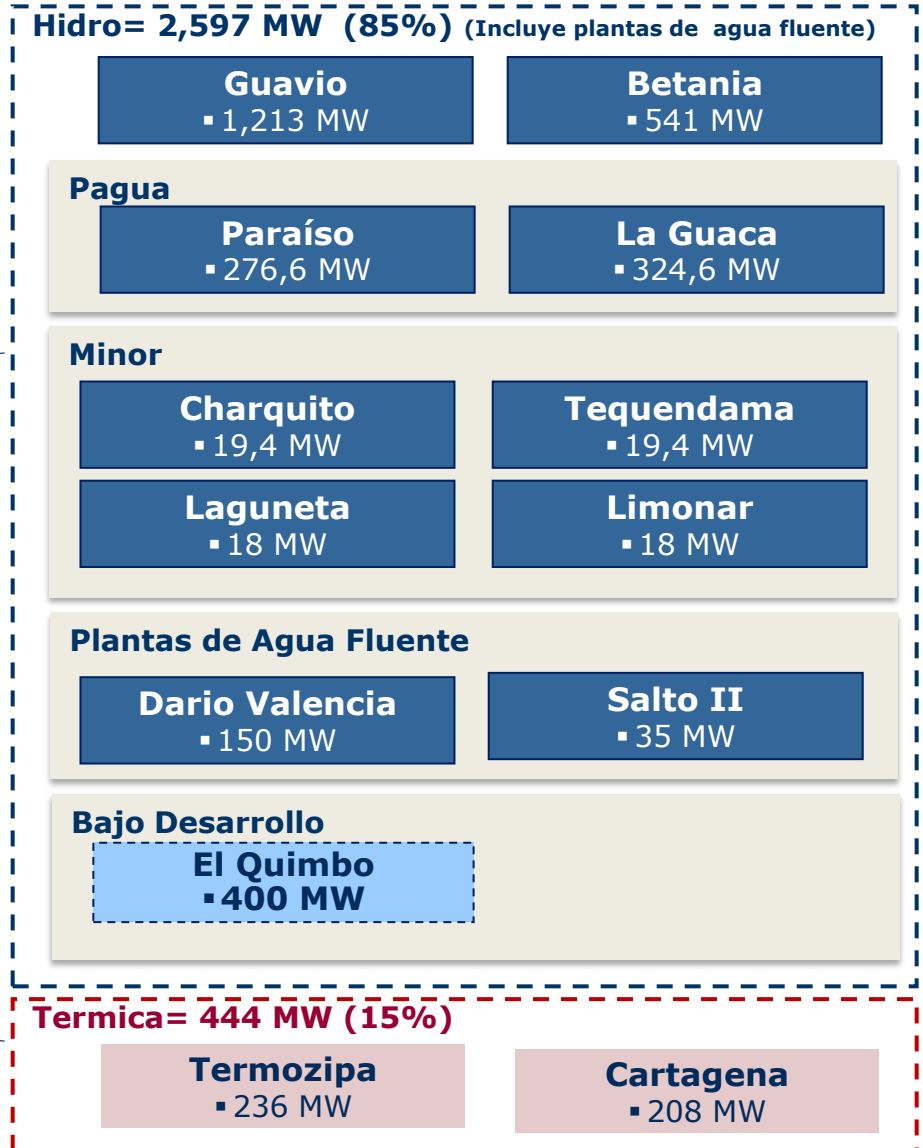 Hidro= 2,597 MW (85%) (Incluye plantas de agua fluente)
Guavio
▪ 1,213 MW
Betania
▪ 541 MW
Pagua
Paraíso
▪ 276,6 MW
La Guaca
▪ 324,6 MW
Minor
Charquito
▪ 19,4 MW
Tequendama
▪ 19,4 MW
Laguneta
▪ 18 MW
Limonar
▪ 18 MW
Plantas de Agua Fluente
Dario Valencia
▪ 150 MW
Salto II
▪ 35 MW
Bajo Desarrollo
El Quimbo
▪ 400 MW
Termica= 444 MW (15%)
Termozipa
▪ 236 MW
Cartagena
▪ 208 MW